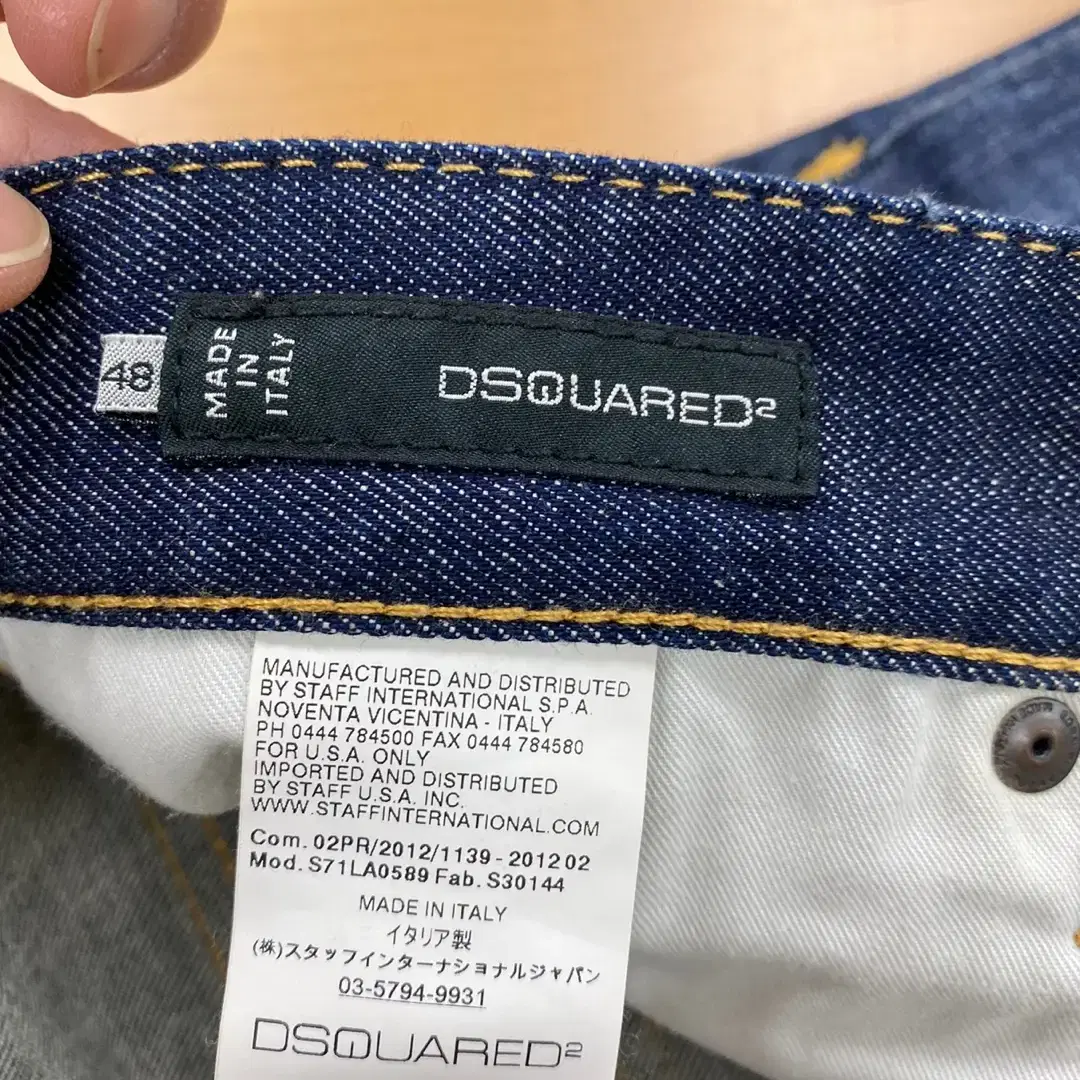 48
MADE
IN
ITALY
DSQUARED²
MANUFACTURED AND DISTRIBUTED
BY STAFF INTERNATIONAL S.P.A.
NOVENTA VICENTINA - ITALY
PH 0444 784500 FAX 0444 784580
FOR U.S.A. ONLY
IMPORTED AND DISTRIBUTED
BY STAFF U.S.A. INC.
WWW.STAFFINTERNATIONAL.COM
Com. 02PR/2012/1139 - 2012 02
Mod. S71LA0589 Fab. S30144
MADE IN ITALY
イタリア製
(株)スタッフインターナショナルジャパン
03-5794-9931
DSQUARED²